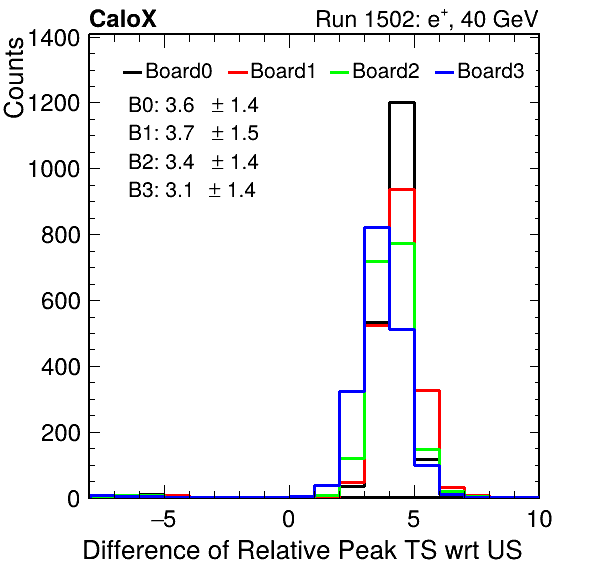 CaloX Run 1502: e⁺, 40 GeV
Counts
1400
1200
1000
800
600
400
200
0
Board0 Board1 Board2 Board3
B0: 3.6 ± 1.4
B1: 3.7 ± 1.5
B2: 3.4 ± 1.4
B3: 3.1 ± 1.4
−5 0 5 10
Difference of Relative Peak TS wrt US